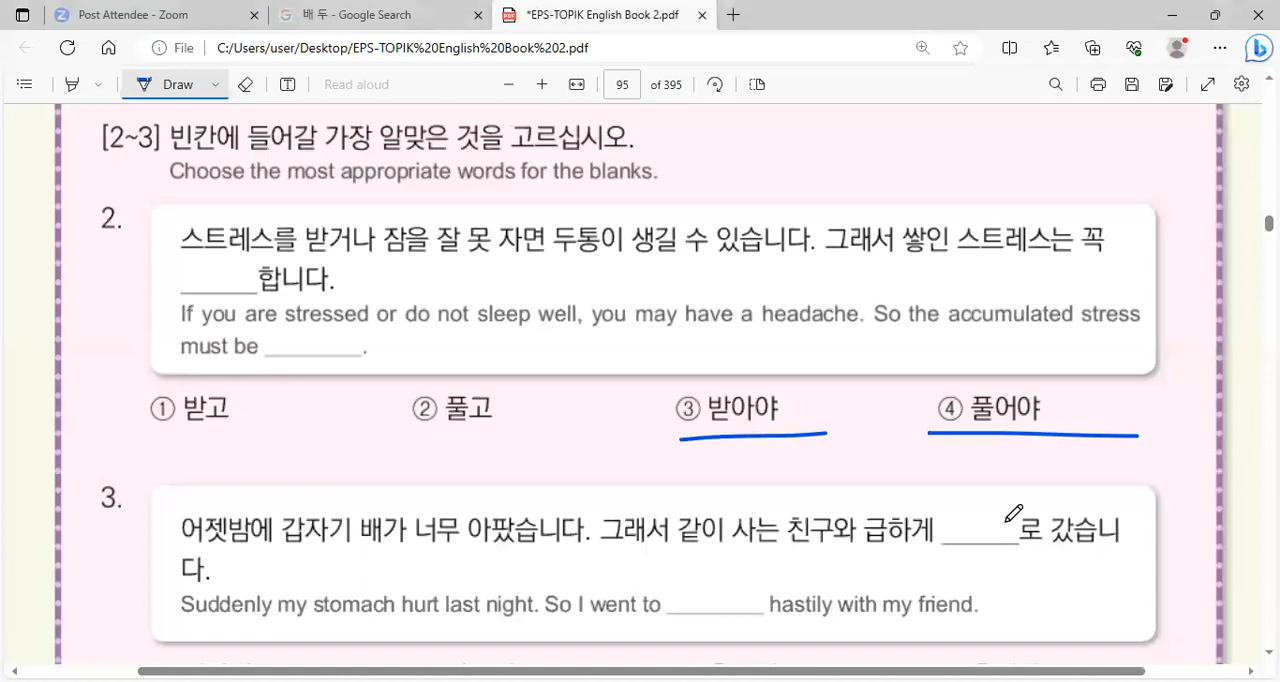 Post Attendee - Zoom
배 두 - Google Search
*EPS-TOPIK English Book 2.pdf
File
C:/Users/user/Desktop/EPS-TOPIK%20English%20Book%202.pdf
Draw
Read aloud
95 of 395
[2~3] 빈칸에 들어갈 가장 알맞은 것을 고르십시오.
Choose the most appropriate words for the blanks.
2.
스트레스를 받거나 잠을 잘 못 자면 두통이 생길 수 있습니다. 그래서 쌓인 스트레스는 꼭
______합니다.
If you are stressed or do not sleep well, you may have a headache. So the accumulated stress
must be ________.
① 받고 ② 풀고 ③ 받아야 ④ 풀어야
3.
어젯밤에 갑자기 배가 너무 아팠습니다. 그래서 같이 사는 친구와 급하게 ______로 갔습니
다.
Suddenly my stomach hurt last night. So I went to ________ hastily with my friend.